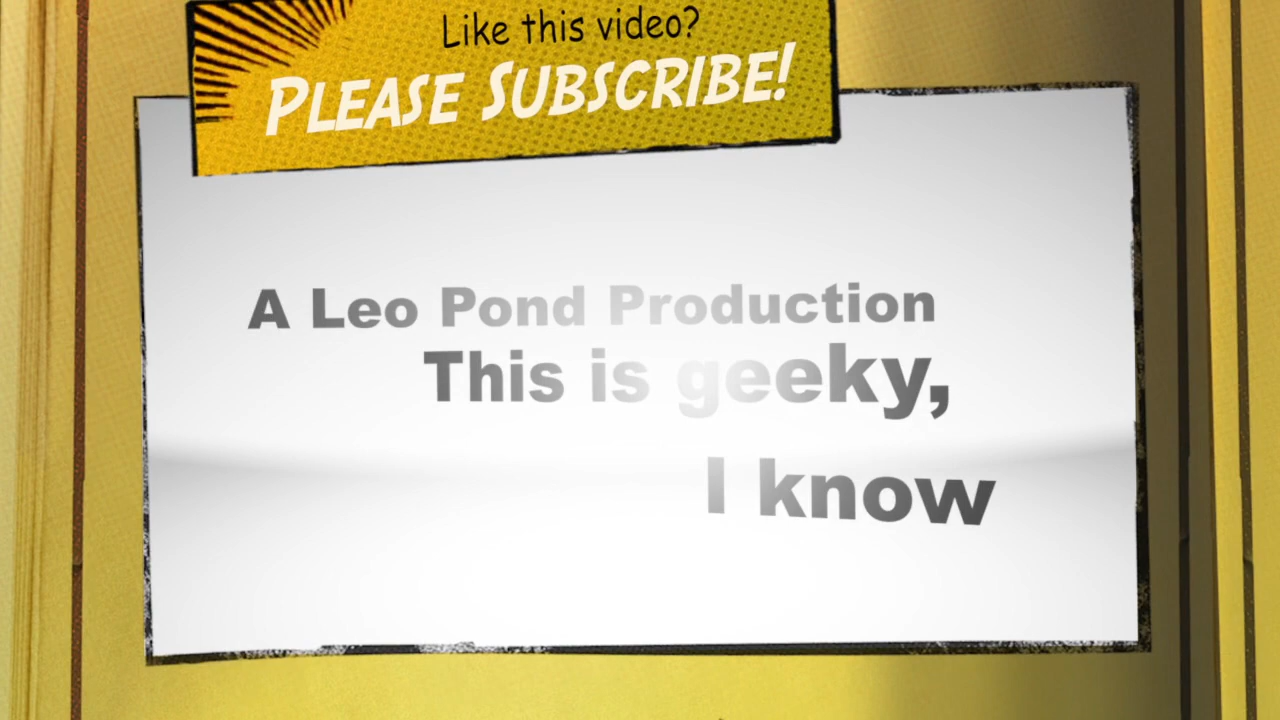 Like this video?
PLEASE SUBSCRIBE!
A Leo Pond Production
This is geeky,
I know